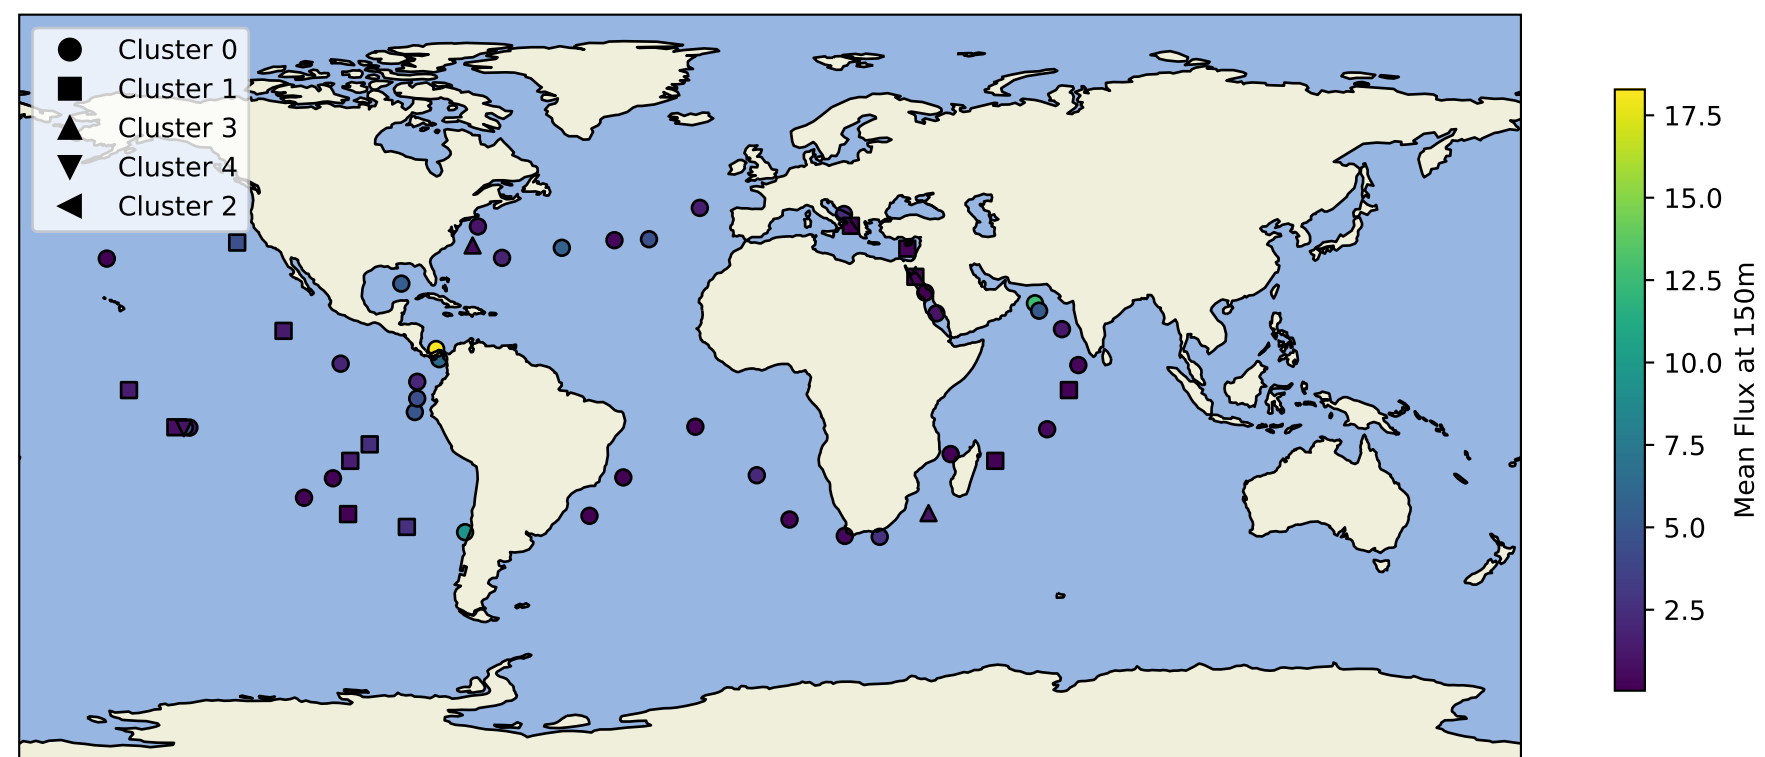 Cluster 0
Cluster 1
Cluster 3
Cluster 4
Cluster 2
17.5
15.0
12.5
10.0
7.5
5.0
2.5
Mean Flux at 150m